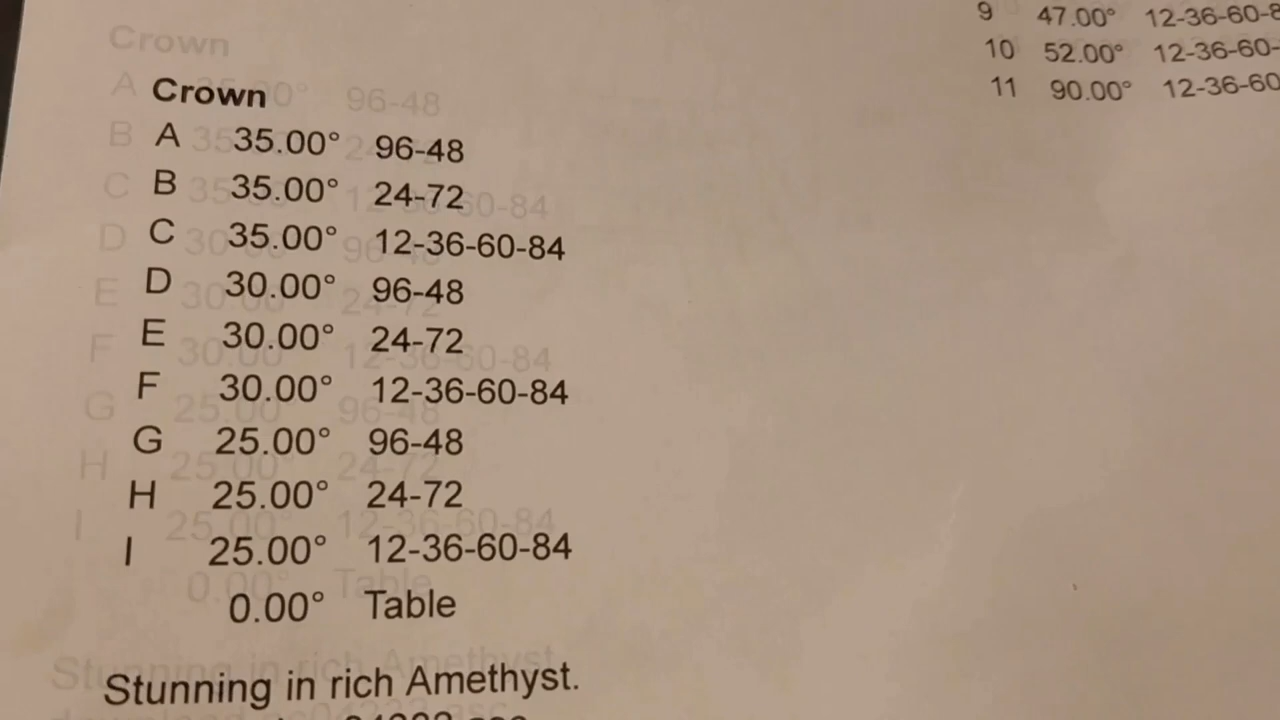 9 47.00° 12-36-60-8
10 52.00° 12-36-60-
11 90.00° 12-36-60
Crown
A 35.00° 96-48
B 35.00° 24-72
C 35.00° 12-36-60-84
D 30.00° 96-48
E 30.00° 24-72
F 30.00° 12-36-60-84
G 25.00° 96-48
H 25.00° 24-72
I 25.00° 12-36-60-84
0.00° Table
Stunning in rich Amethyst.